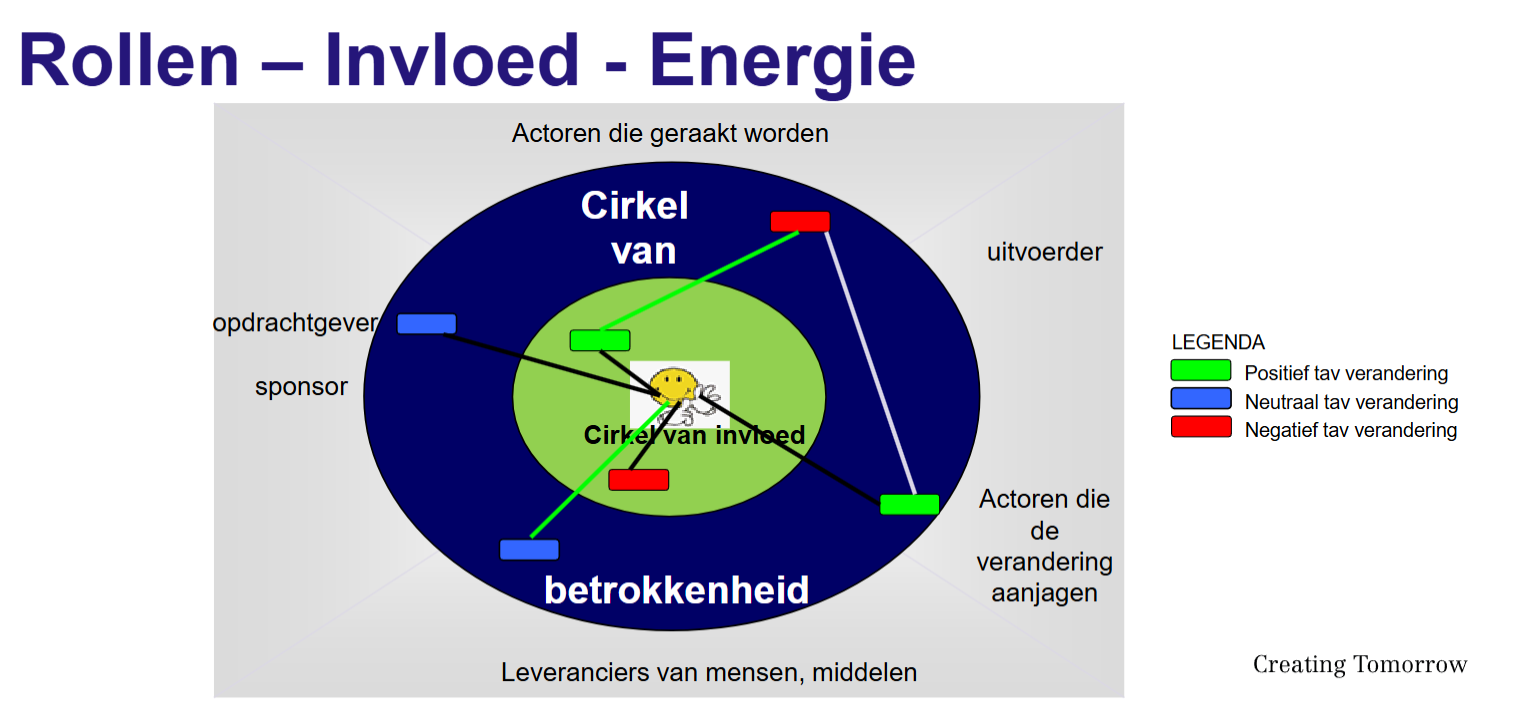 Rollen – Invloed - Energie
Actoren die geraakt worden
Cirkel
van
uitvoerder
opdrachtgever
sponsor
Cirkel van invloed
betrokkenheid
Actoren die
de
verandering
aanjagen
Leveranciers van mensen, middelen
LEGENDA
Positief tav verandering
Neutraal tav verandering
Negatief tav verandering
Creating Tomorrow